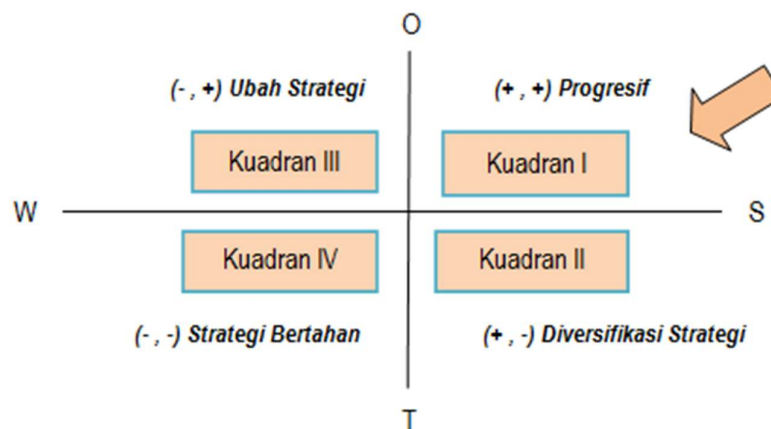 O
(- , +) Ubah Strategi
(+ , +) Progresif
Kuadran III
Kuadran I
W
S
Kuadran IV
Kuadran II
(- , -) Strategi Bertahan
(+ , -) Diversifikasi Strategi
T